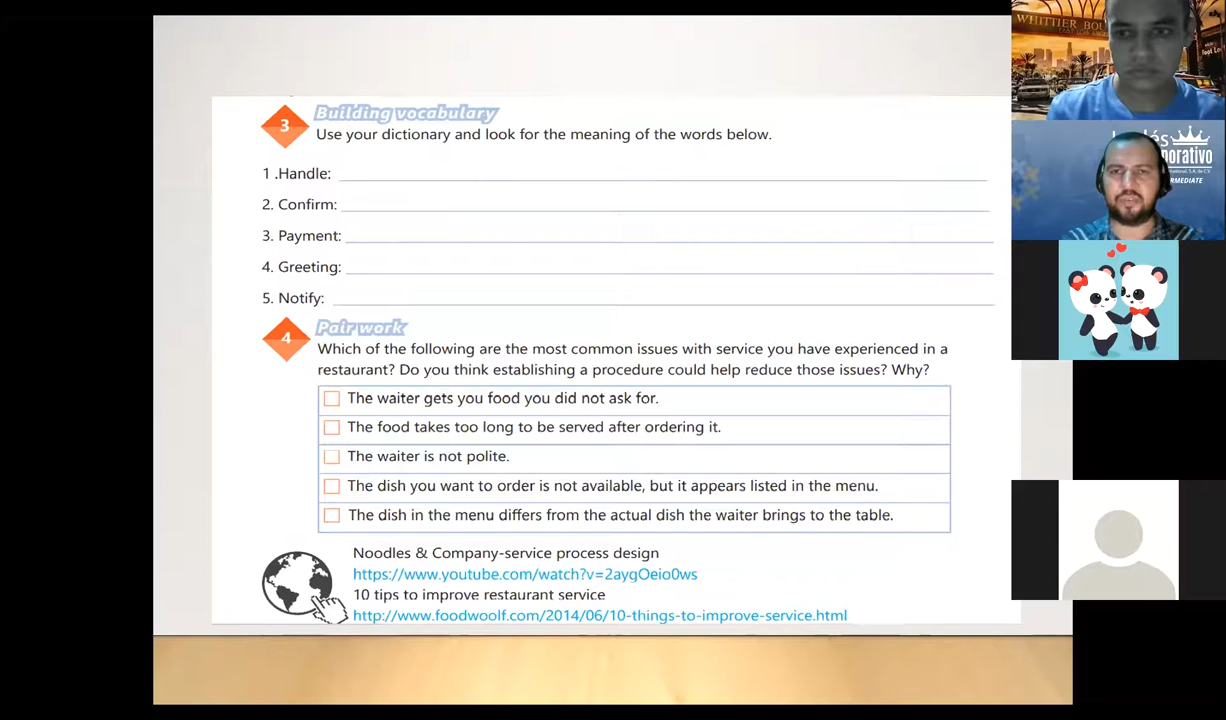 3
Building vocabulary
Use your dictionary and look for the meaning of the words below.
1 .Handle:
2. Confirm:
3. Payment:
4. Greeting:
5. Notify:
4
Pair work
Which of the following are the most common issues with service you have experienced in a
restaurant? Do you think establishing a procedure could help reduce those issues? Why?
The waiter gets you food you did not ask for.
The food takes too long to be served after ordering it.
The waiter is not polite.
The dish you want to order is not available, but it appears listed in the menu.
The dish in the menu differs from the actual dish the waiter brings to the table.
Noodles & Company-service process design
https://www.youtube.com/watch?v=2aygOeio0ws
10 tips to improve restaurant service
http://www.foodwoolf.com/2014/06/10-things-to-improve-service.html
WHITTIER